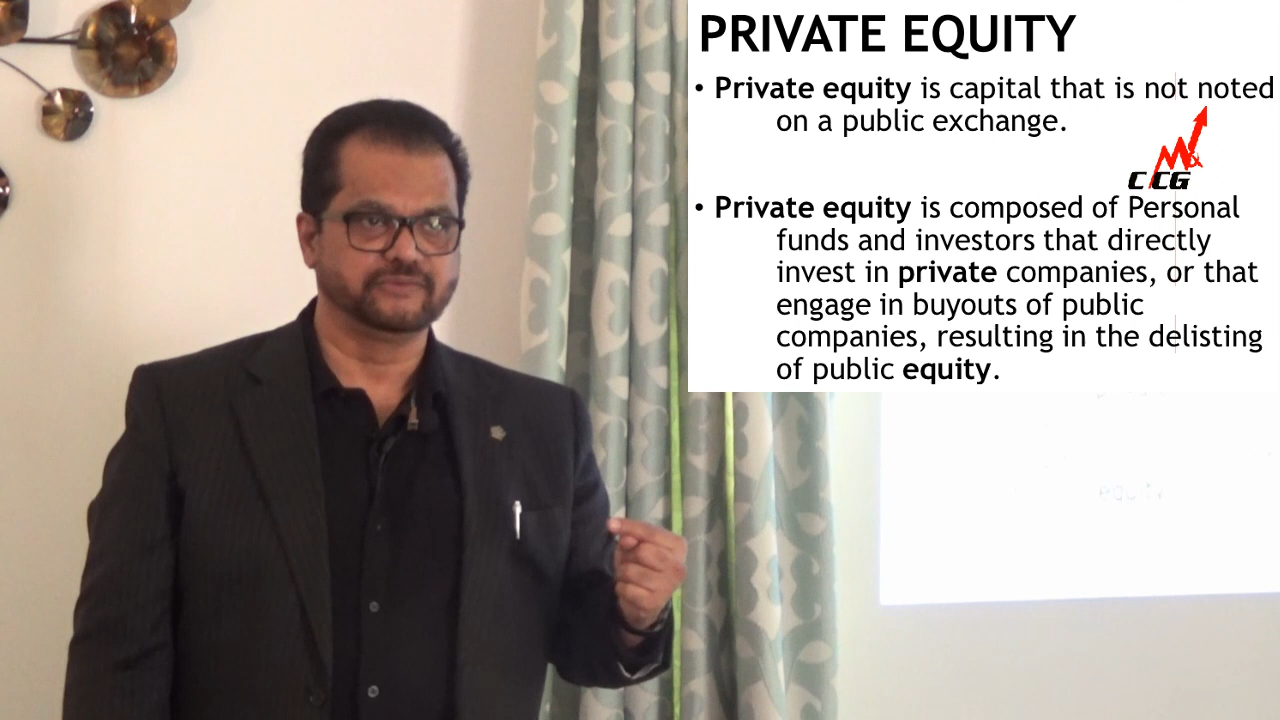 PRIVATE EQUITY
• Private equity is capital that is not noted
on a public exchange.
M&
C CG
• Private equity is composed of Personal
funds and investors that directly
invest in private companies, or that
engage in buyouts of public
companies, resulting in the delisting
of public equity.
equity